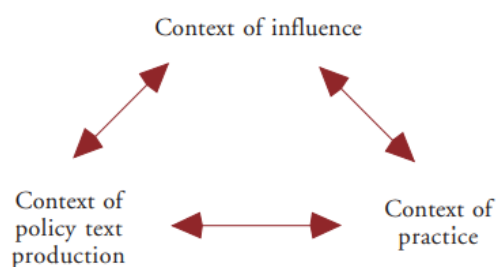 Context of influence
Context of
policy text
production
Context of
practice